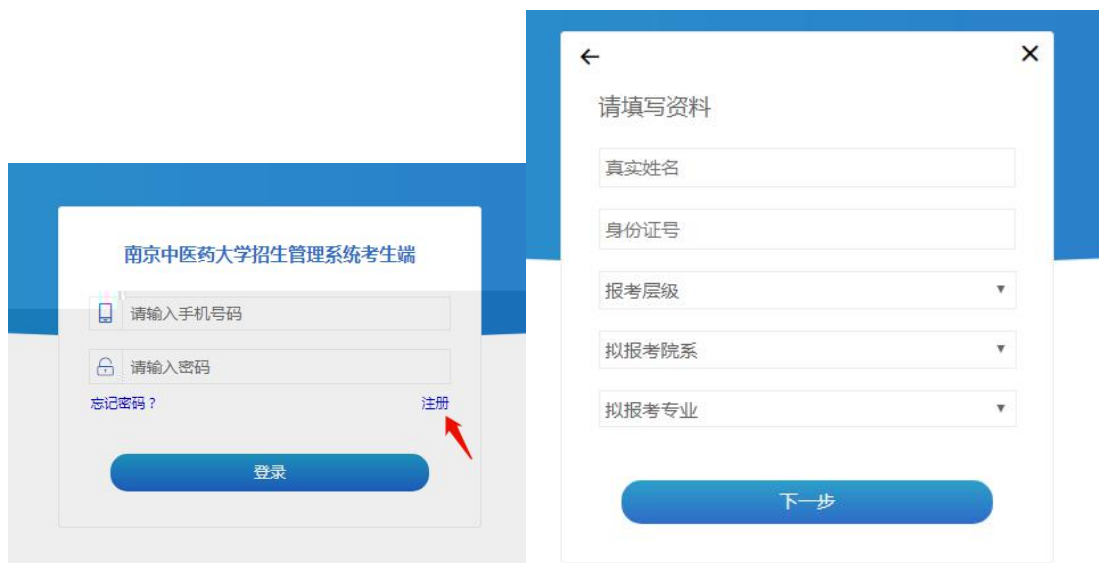 南京中医药大学招生管理系统考生端
请输入手机号码
请输入密码
忘记密码？
注册
登录
请填写资料
真实姓名
身份证号
报考层级
拟报考院系
拟报考专业
下一步